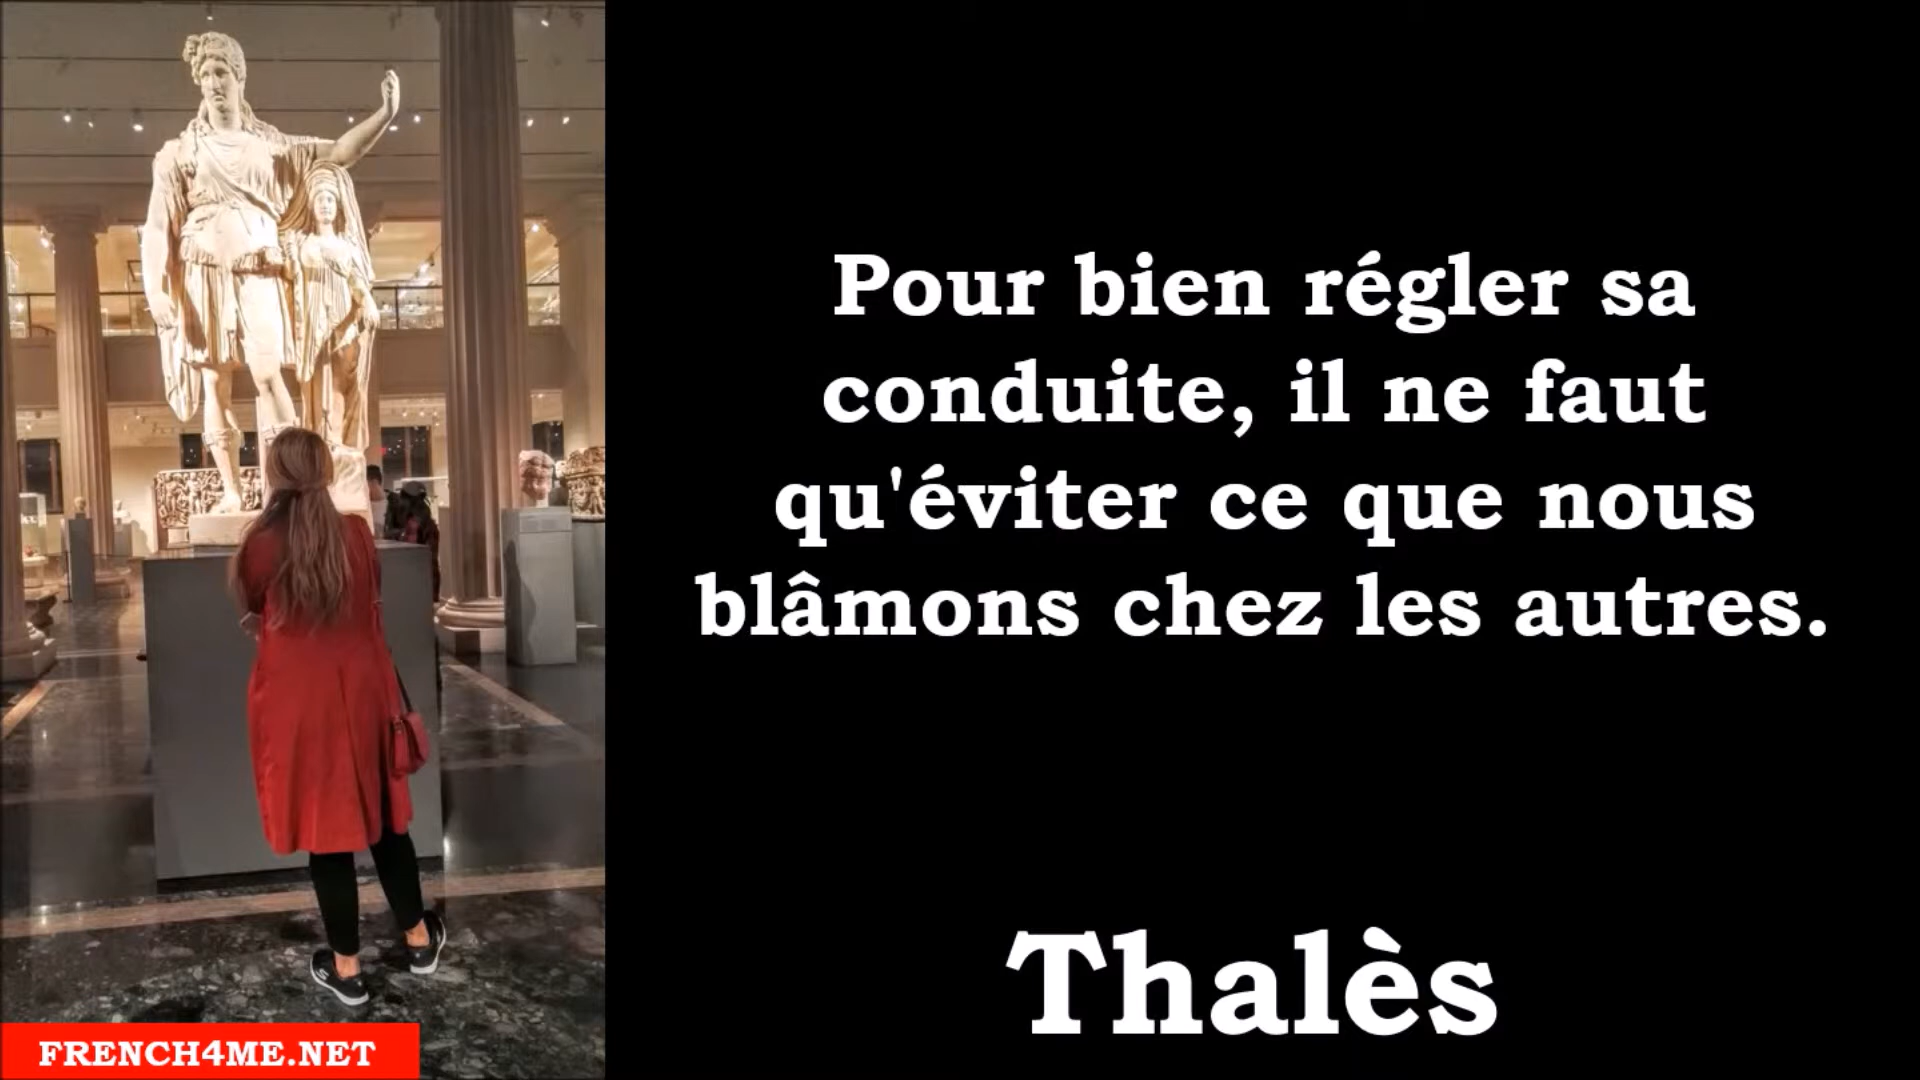 Pour bien régler sa
conduite, il ne faut
qu'éviter ce que nous
blâmons chez les autres.
Thalès
FRENCH4ME.NET